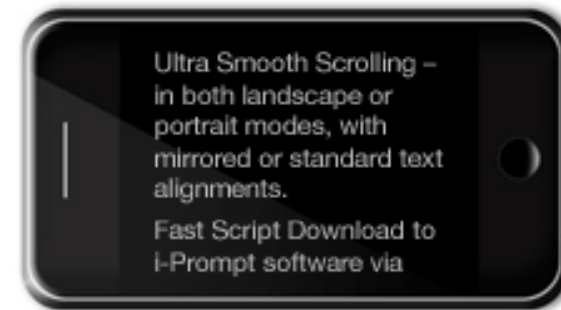 Ultra Smooth Scrolling –
in both landscape or
portrait modes, with
mirrored or standard text
alignments.
Fast Script Download to
i-Prompt software via